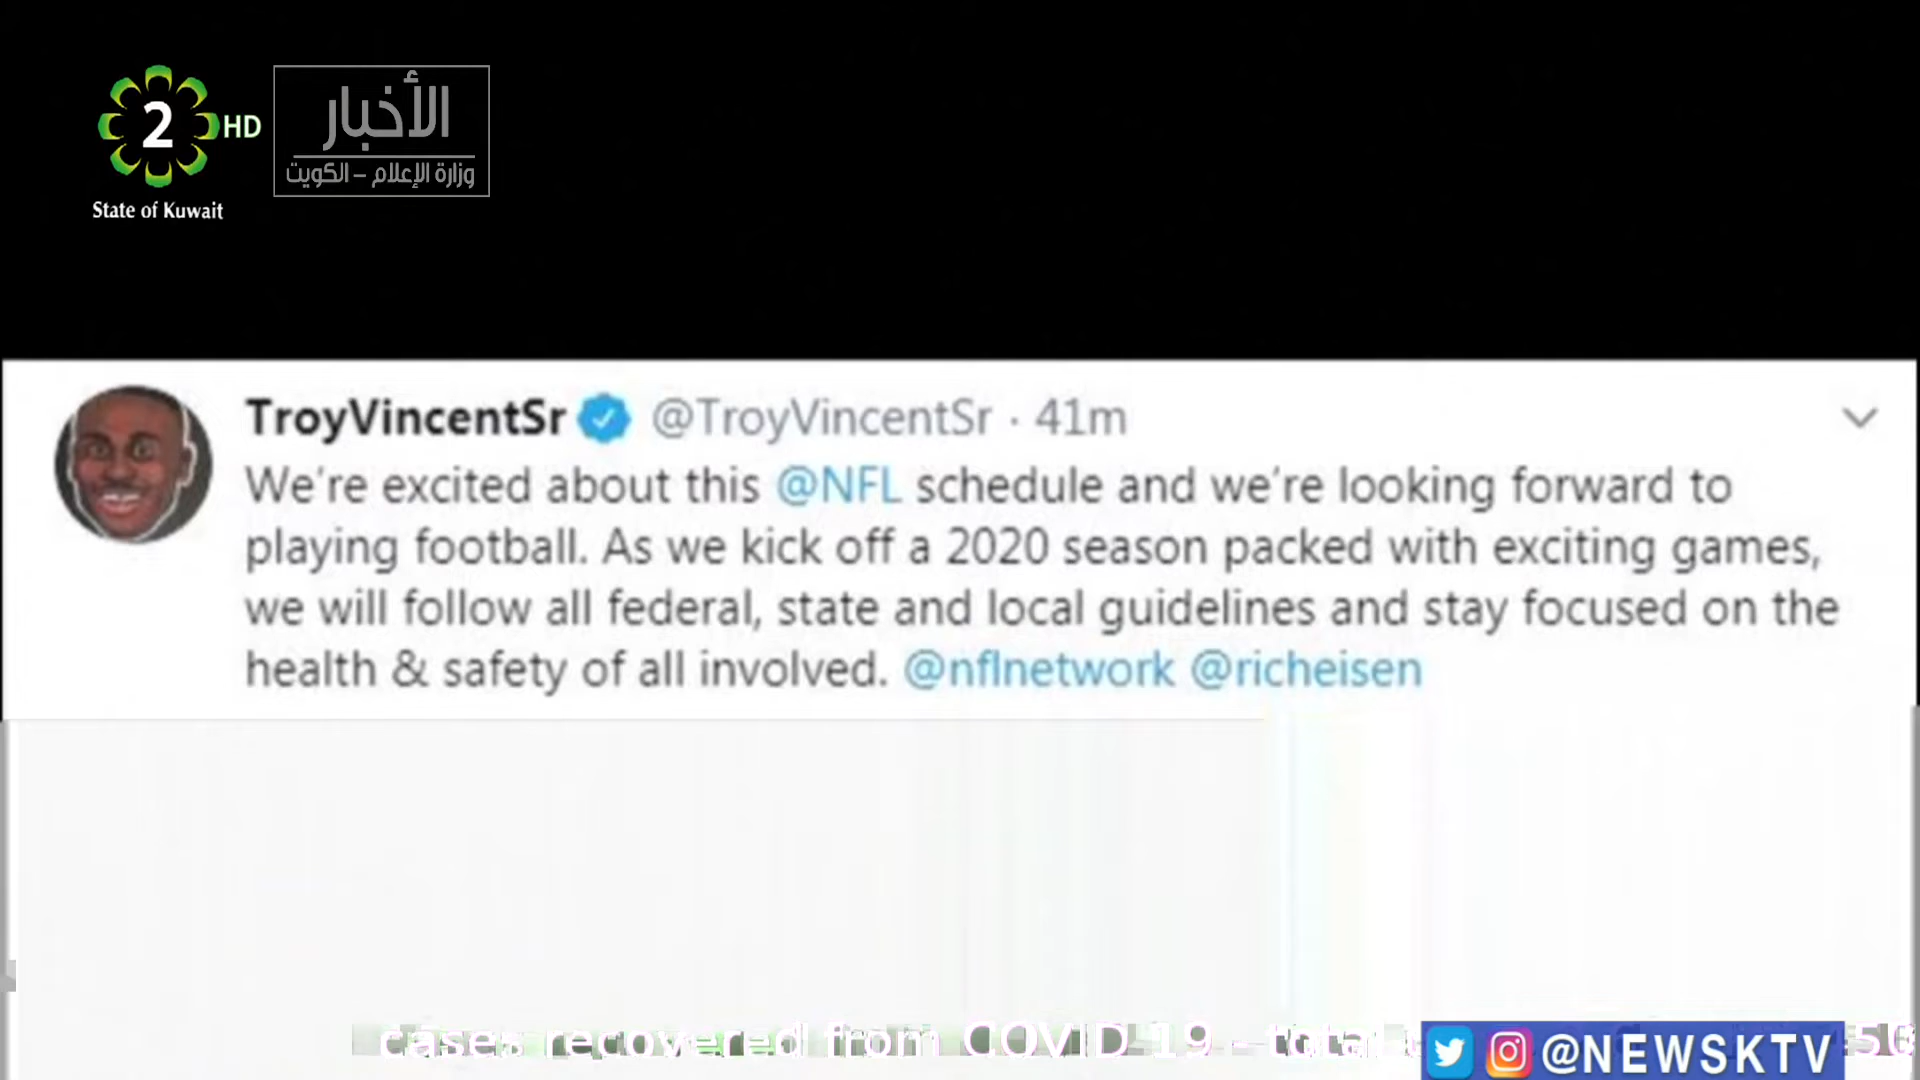 2 HD
State of Kuwait
الأخبار
وزارة الإعلام – الكويت
TroyVincentSr @TroyVincentSr · 41m
We're excited about this @NFL schedule and we're looking forward to
playing football. As we kick off a 2020 season packed with exciting games,
we will follow all federal, state and local guidelines and stay focused on the
health & safety of all involved. @nflnetwork @richeisen
cases recovered from COVID 19 - total
@NEWSKTV